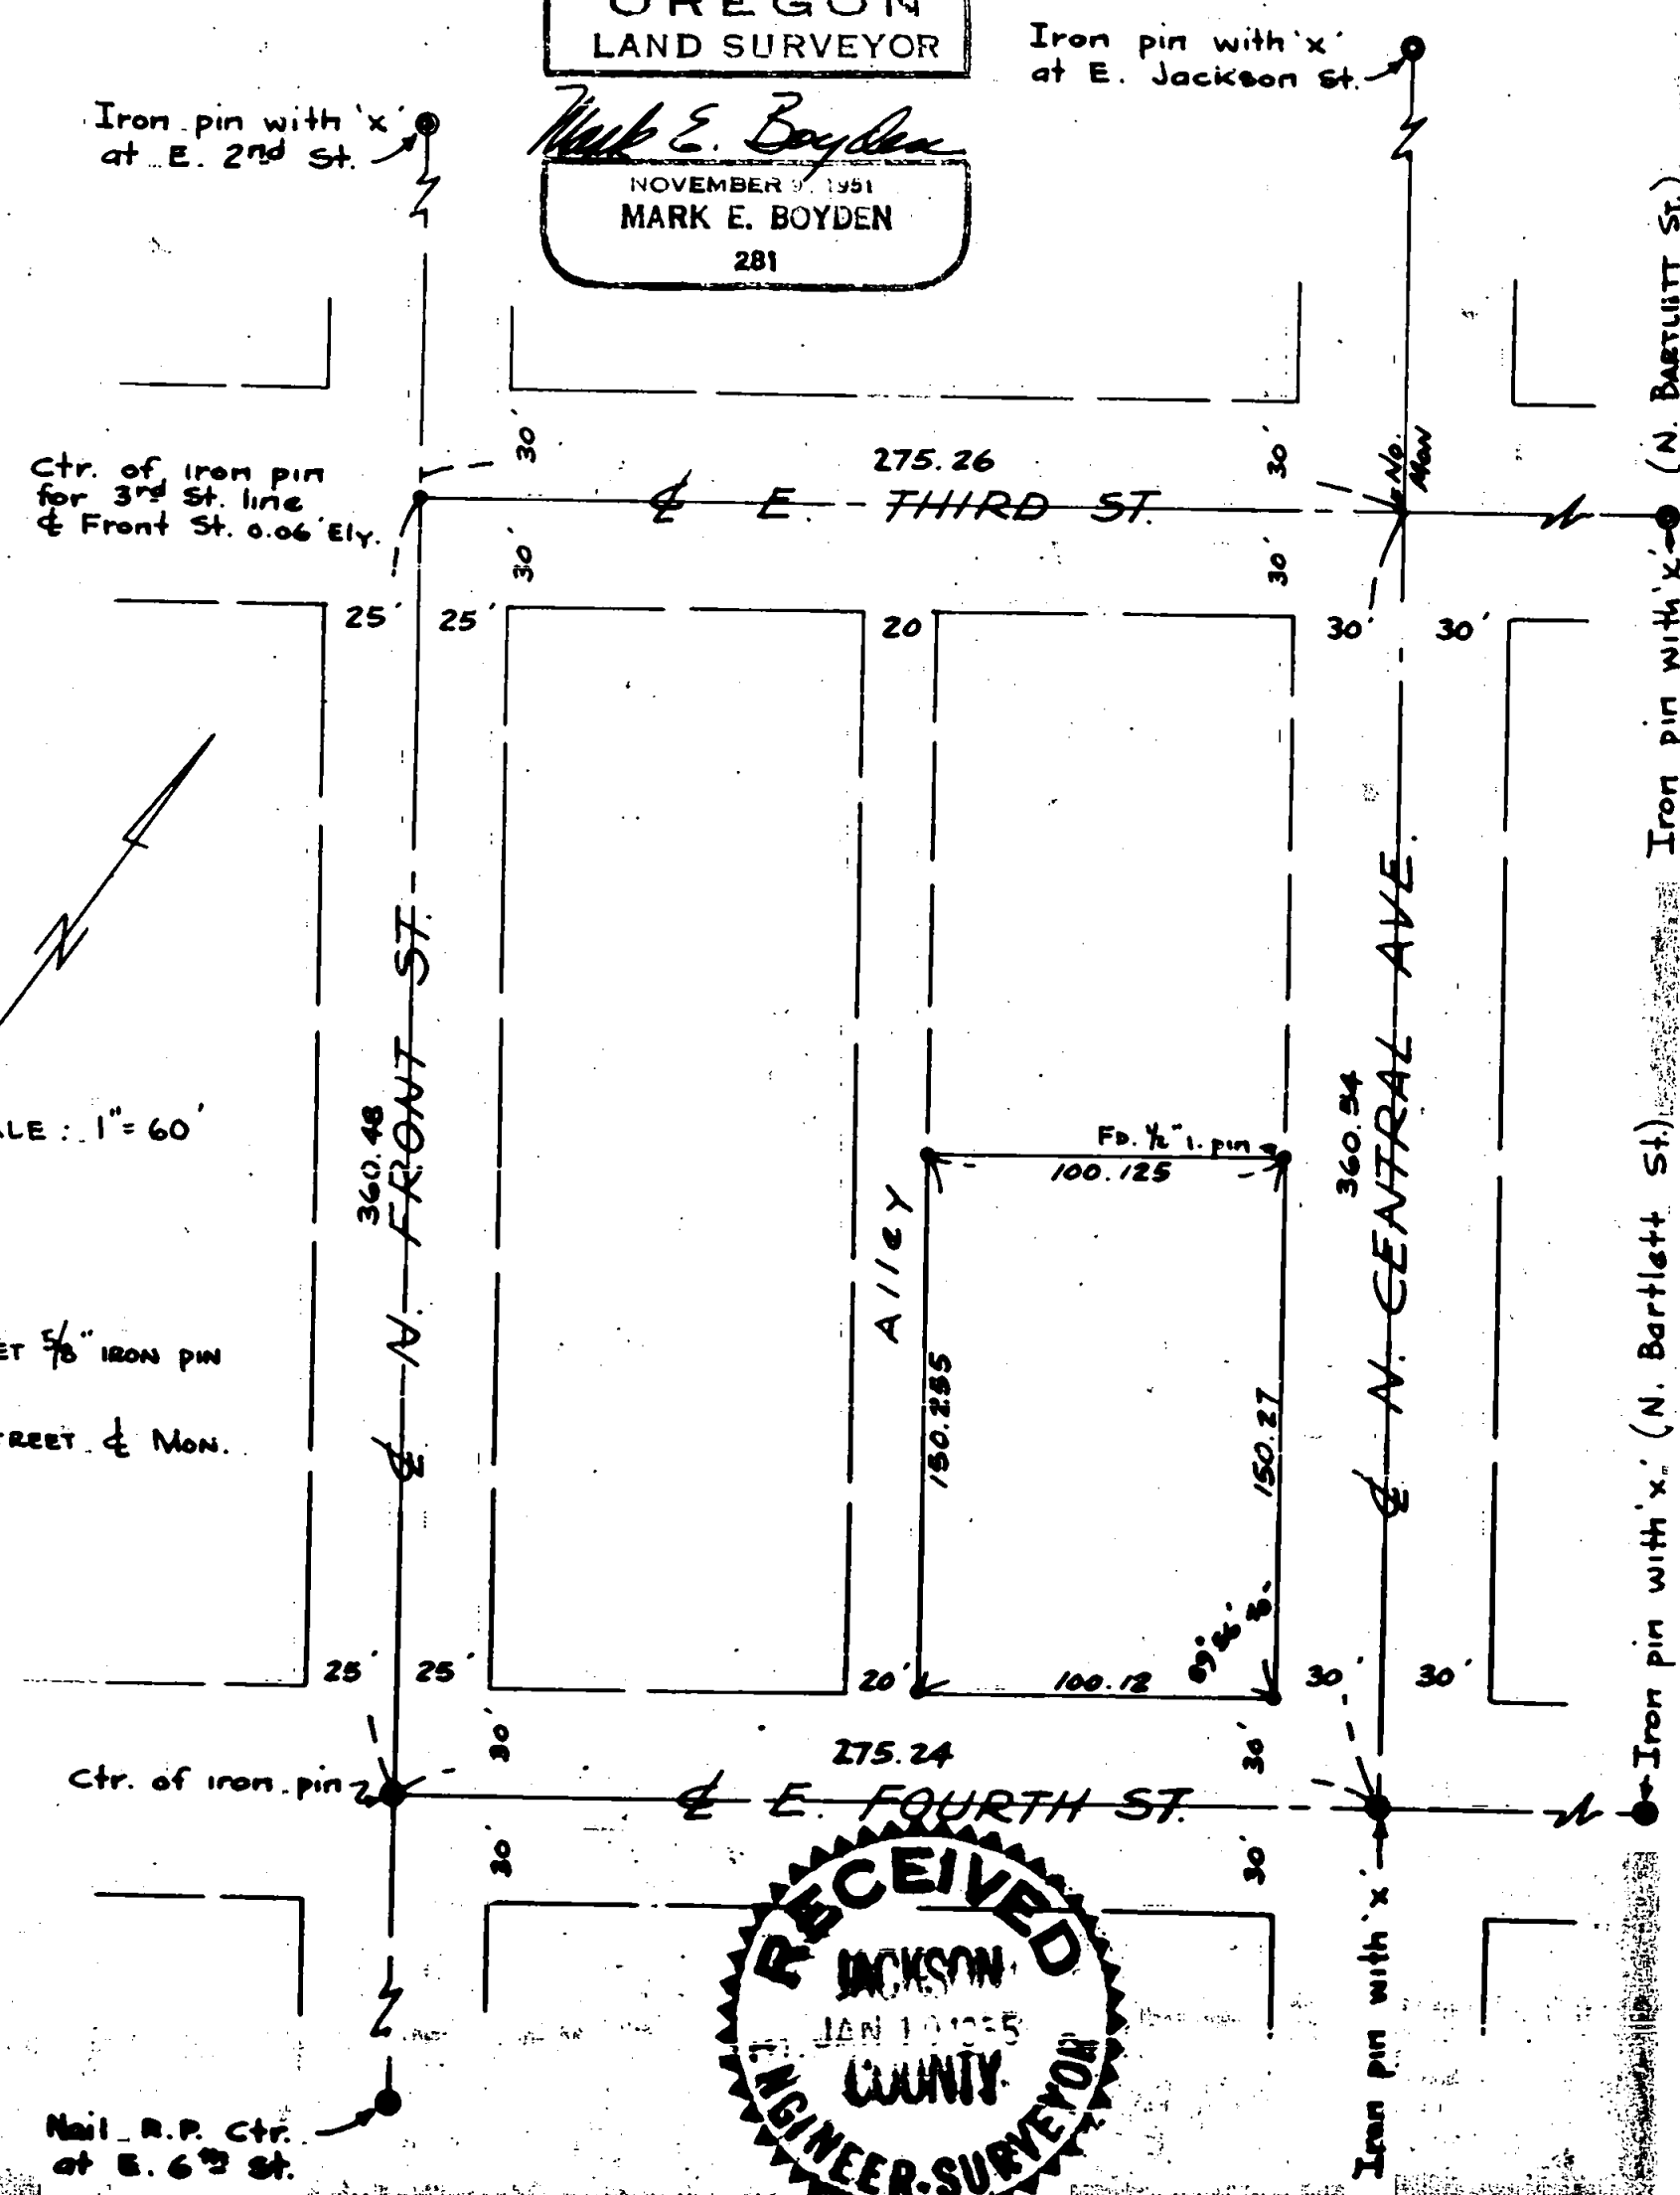 OREGON
LAND SURVEYOR
Mark E. Boyden
NOVEMBER 9, 1951
MARK E. BOYDEN
281
Iron pin with 'x'
at E. Jackson St.
Iron pin with 'x'
at E. 2nd St.
(N. BARTLETT St.)
Iron pin with 'x'
Ctr. of iron pin
for 3rd St. line
℄ Front St. 0.06' Ely.
30'
275.26
30'
No.
Mon
℄ E. THIRD ST.
30'
30'
25'
25'
20
30'
30'
N
360.48
℄ N. FRONT ST.
360.54
℄ N. CENTRAL AVE.
ALE : 1"= 60'
Fd. 1/2" i. pin
100.125
Alley
150.255
150.27
ET 5/8" IRON PIN
TREET ℄ MON.
25'
25'
20'
100.12
89°
30'
30'
30'
275.24
30'
Ctr. of iron pin
℄ E. FOURTH ST.
30'
30'
Iron pin with 'x' (N. Bartlett St.)
Iron pin with 'x'
RECEIVED
JACKSON
JAN
COUNTY
ENGINEER-SURVEYOR
Nail R.P. Ctr.
at E. 6th St.